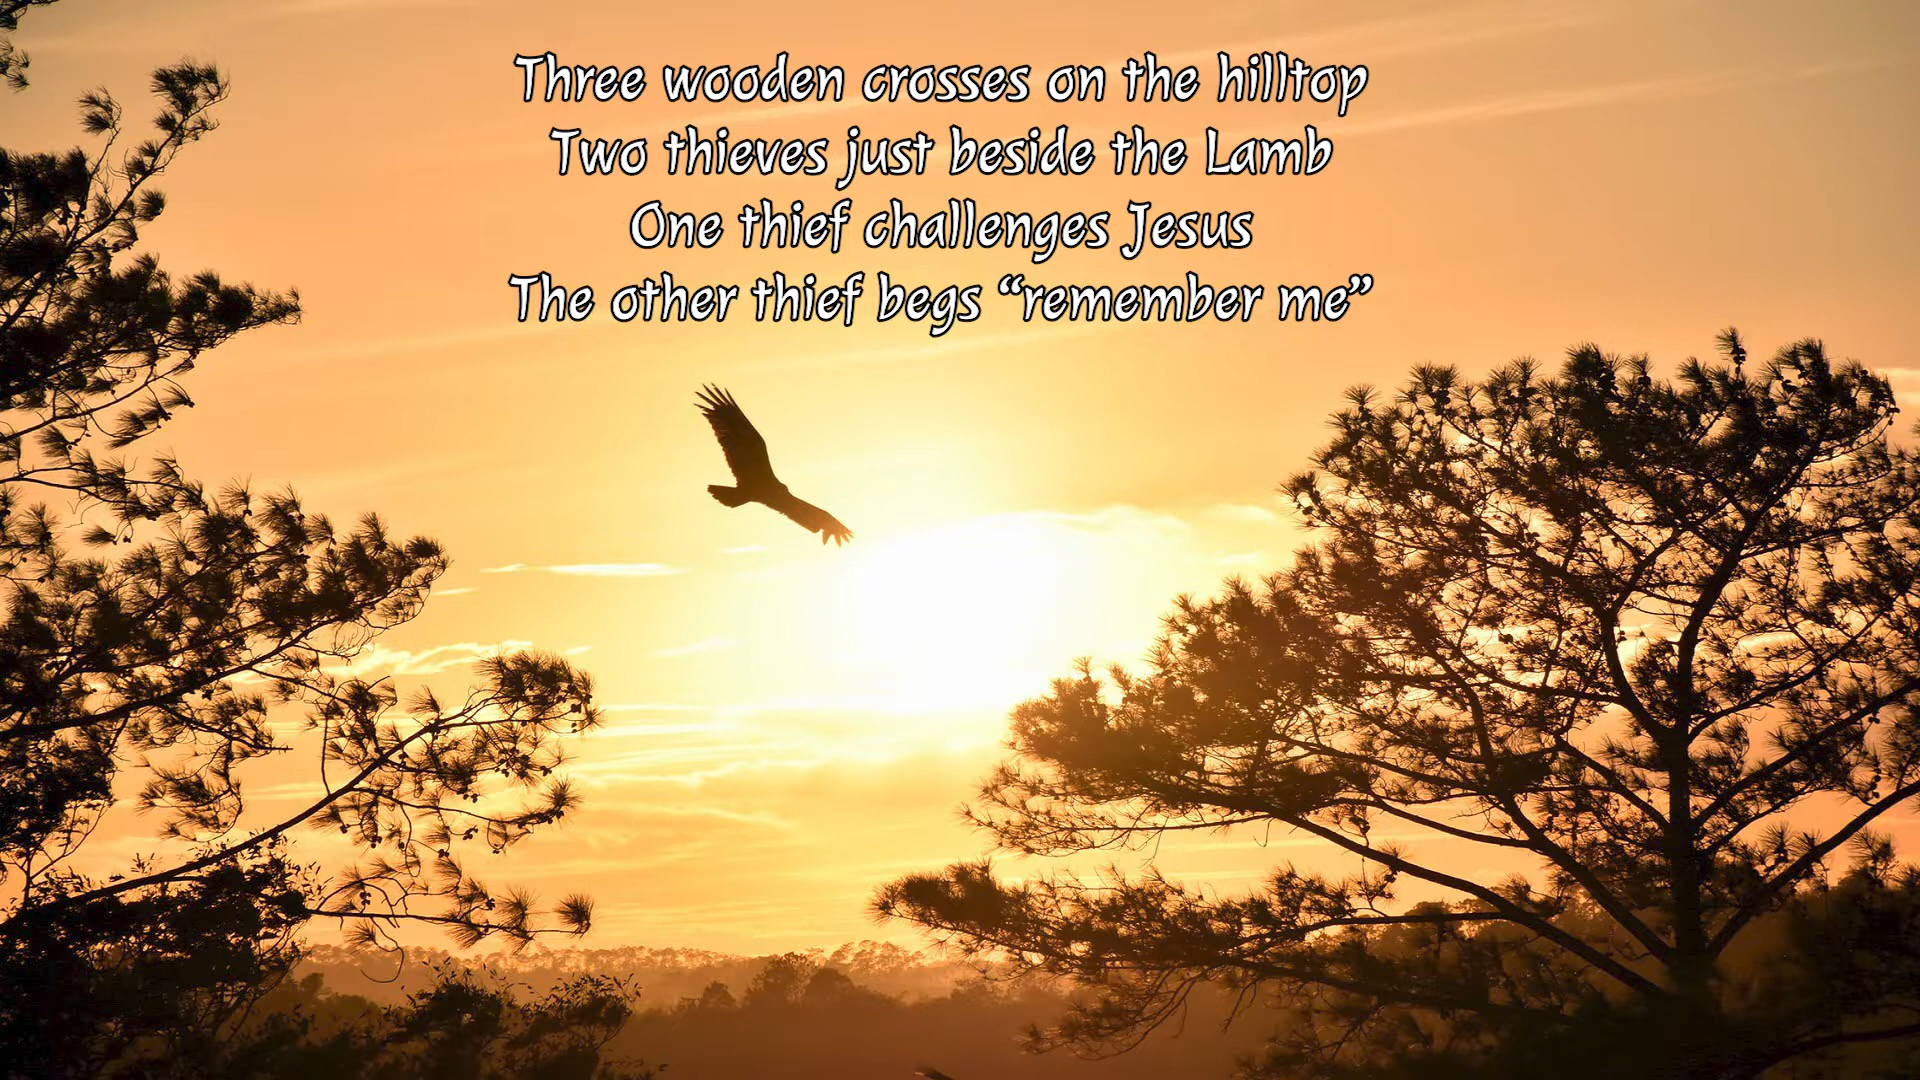 Three wooden crosses on the hilltop
Two thieves just beside the Lamb
One thief challenges Jesus
The other thief begs “remember me”